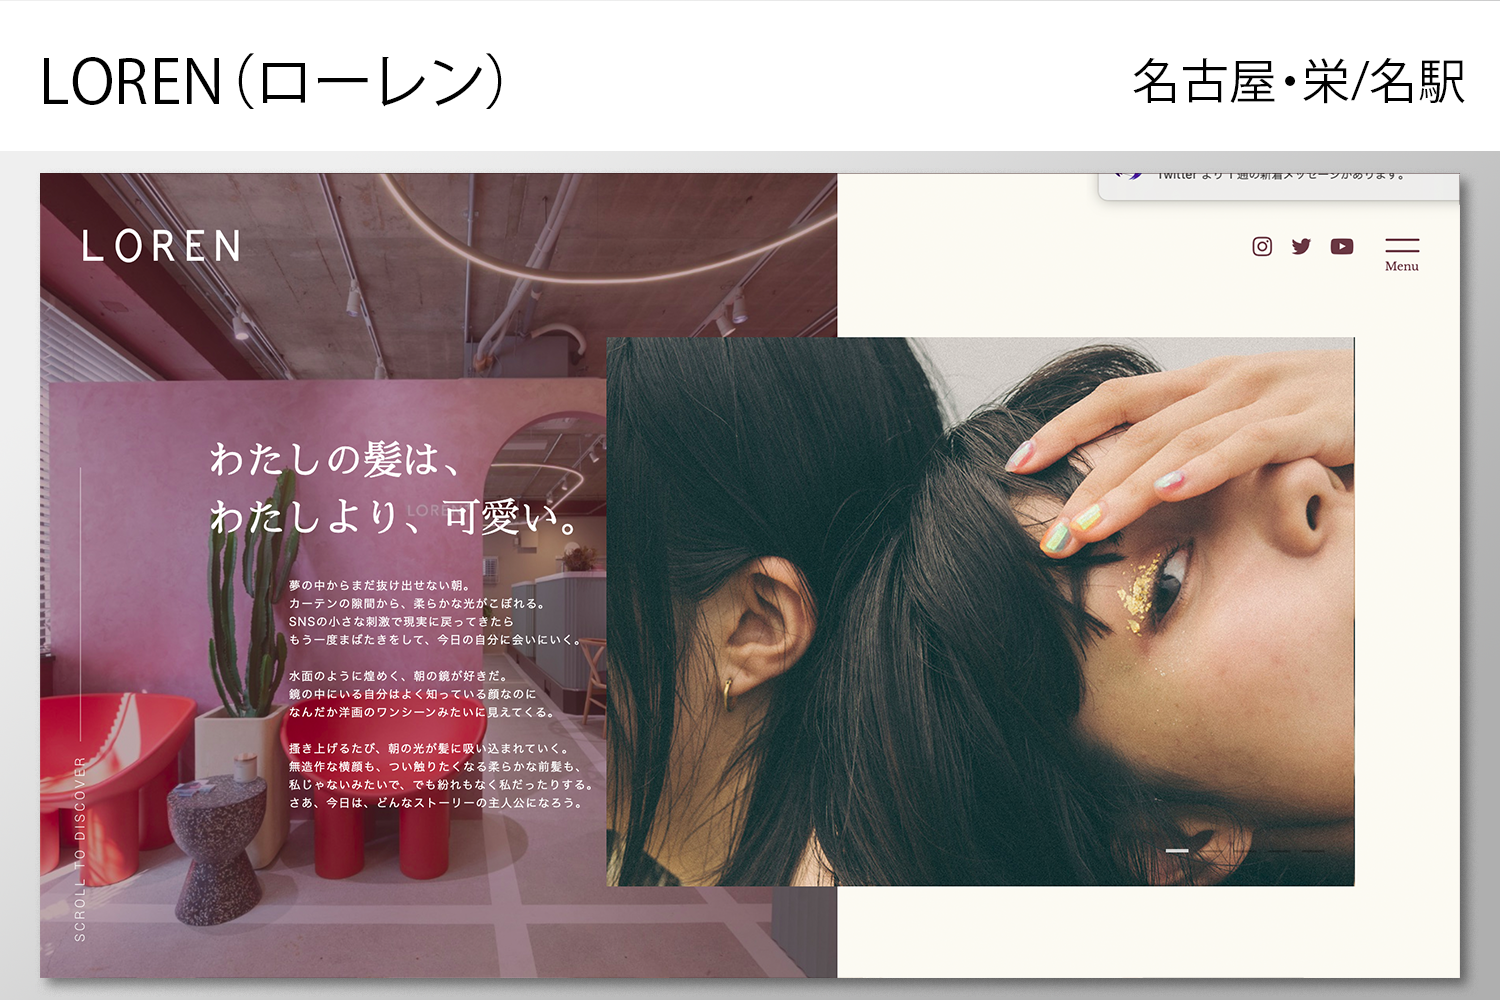 LOREN（ローレン）
名古屋・栄/名駅
Twitter より 1 通の新着メッセージがあります。
LOREN
Menu
わたしの髪は、
わたしより、可愛い。
LOREN
夢の中からまだ抜け出せない朝。
カーテンの隙間から、柔らかな光がこぼれる。
SNSの小さな刺激で現実に戻ってきたら
もう一度まばたきをして、今日の自分に会いにいく。
水面のように煌めく、朝の鏡が好きだ。
鏡の中にいる自分はよく知っている顔なのに
なんだか洋画のワンシーンみたいに見えてくる。
掻き上げるたび、朝の光が髪に吸い込まれていく。
無造作な横顔も、つい触りたくなる柔らかな前髪も、
私じゃないみたいで、でも紛れもなく私だったりする。
さあ、今日は、どんなストーリーの主人公になろう。
SCROLL TO DISCOVER